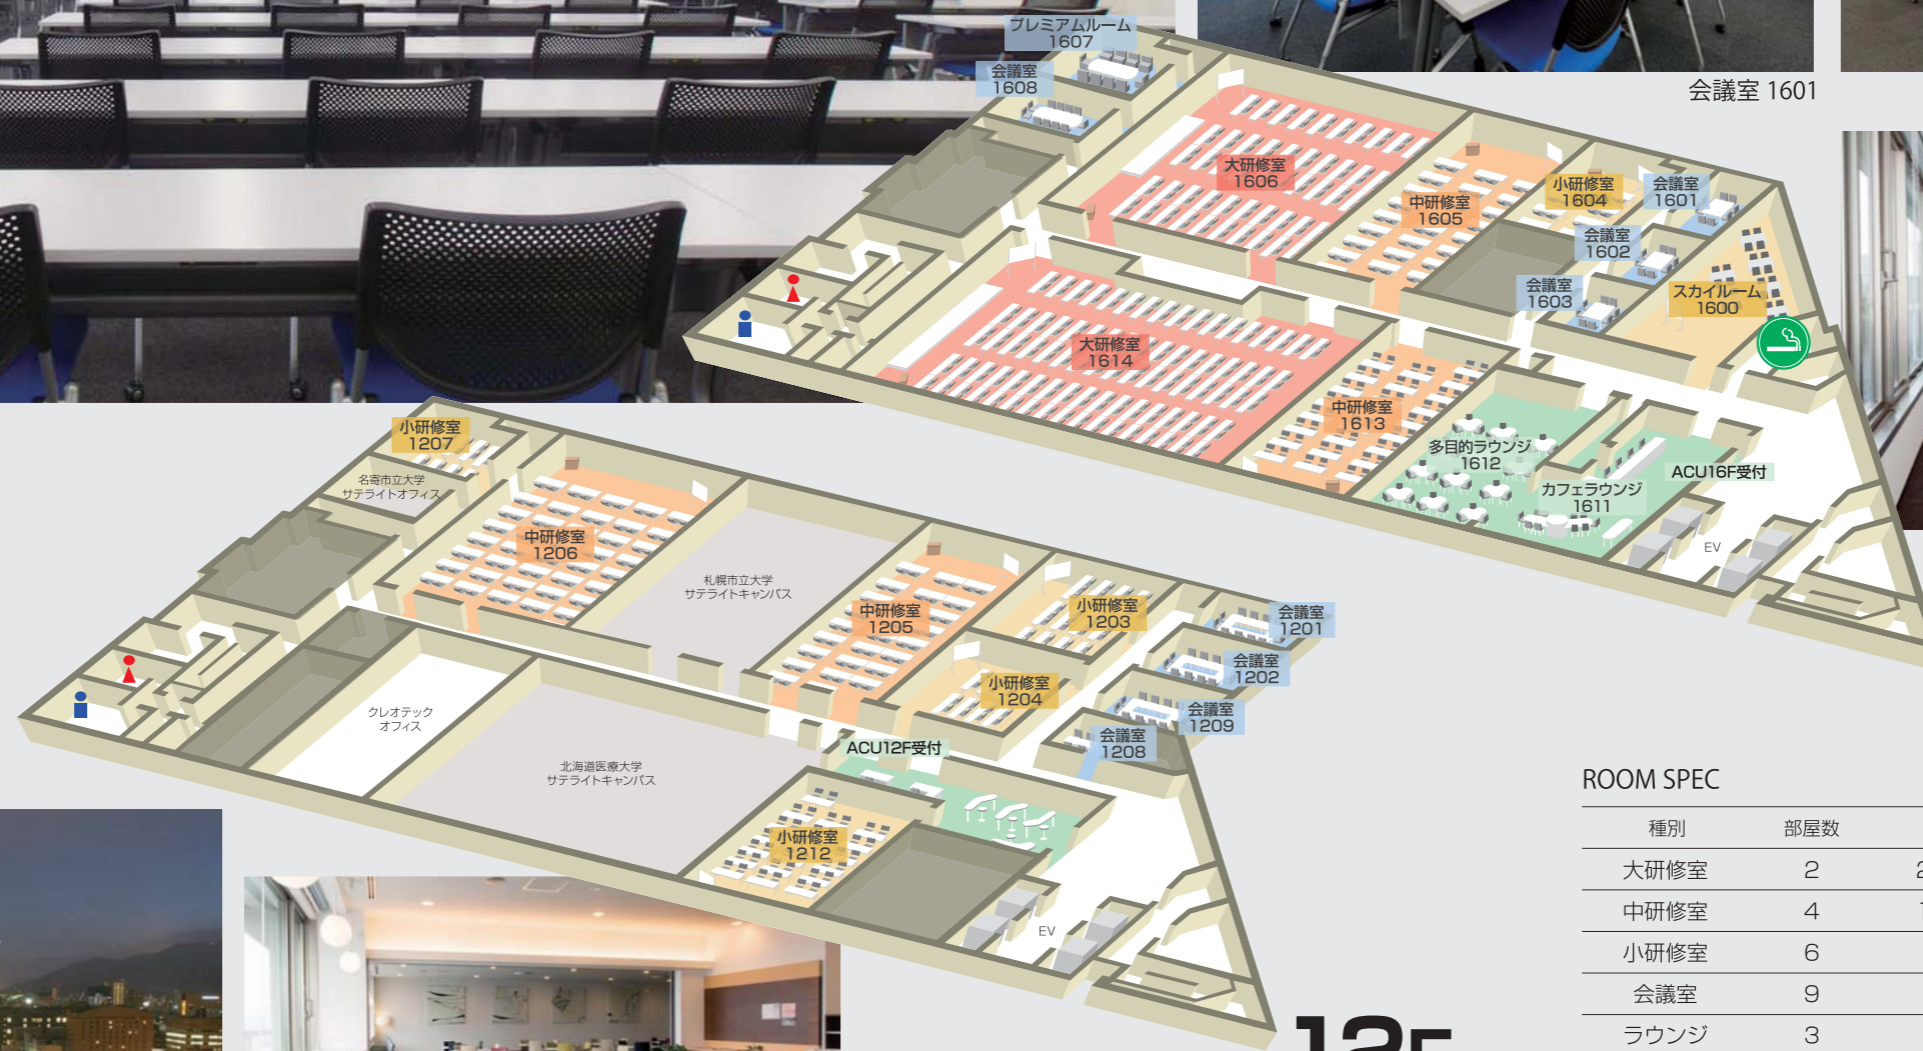 プレミアムルーム
1607
会議室
1608
会議室 1601
大研修室
1606
中研修室
1605
小研修室
1604
会議室
1601
会議室
1602
会議室
1603
スカイルーム
1600
大研修室
1614
中研修室
1613
多目的ラウンジ
1612
カフェラウンジ
1611
ACU16F受付
EV
小研修室
1207
名寄市立大学
サテライトオフィス
中研修室
1206
札幌市立大学
サテライトキャンパス
中研修室
1205
小研修室
1203
小研修室
1204
会議室
1201
会議室
1202
会議室
1209
会議室
1208
クレオテック
オフィス
北海道医療大学
サテライトキャンパス
ACU12F受付
小研修室
1212
EV
12F
ROOM SPEC
種別 部屋数
大研修室 2
中研修室 4
小研修室 6
会議室 9
ラウンジ 3